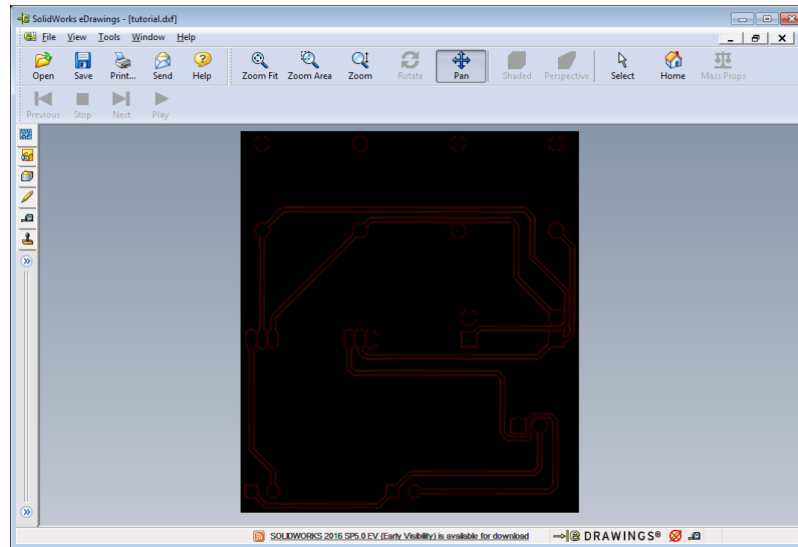 SolidWorks eDrawings - [tutorial.dxf]
File View Tools Window Help
Open Save Print... Send Help Zoom Fit Zoom Area Zoom Rotate Pan Shaded Perspective Select Home Mass Props
Previous Stop Next Play
SOLIDWORKS 2016 SP5.0 EV (Early Visibility) is available for download DRAWINGS®